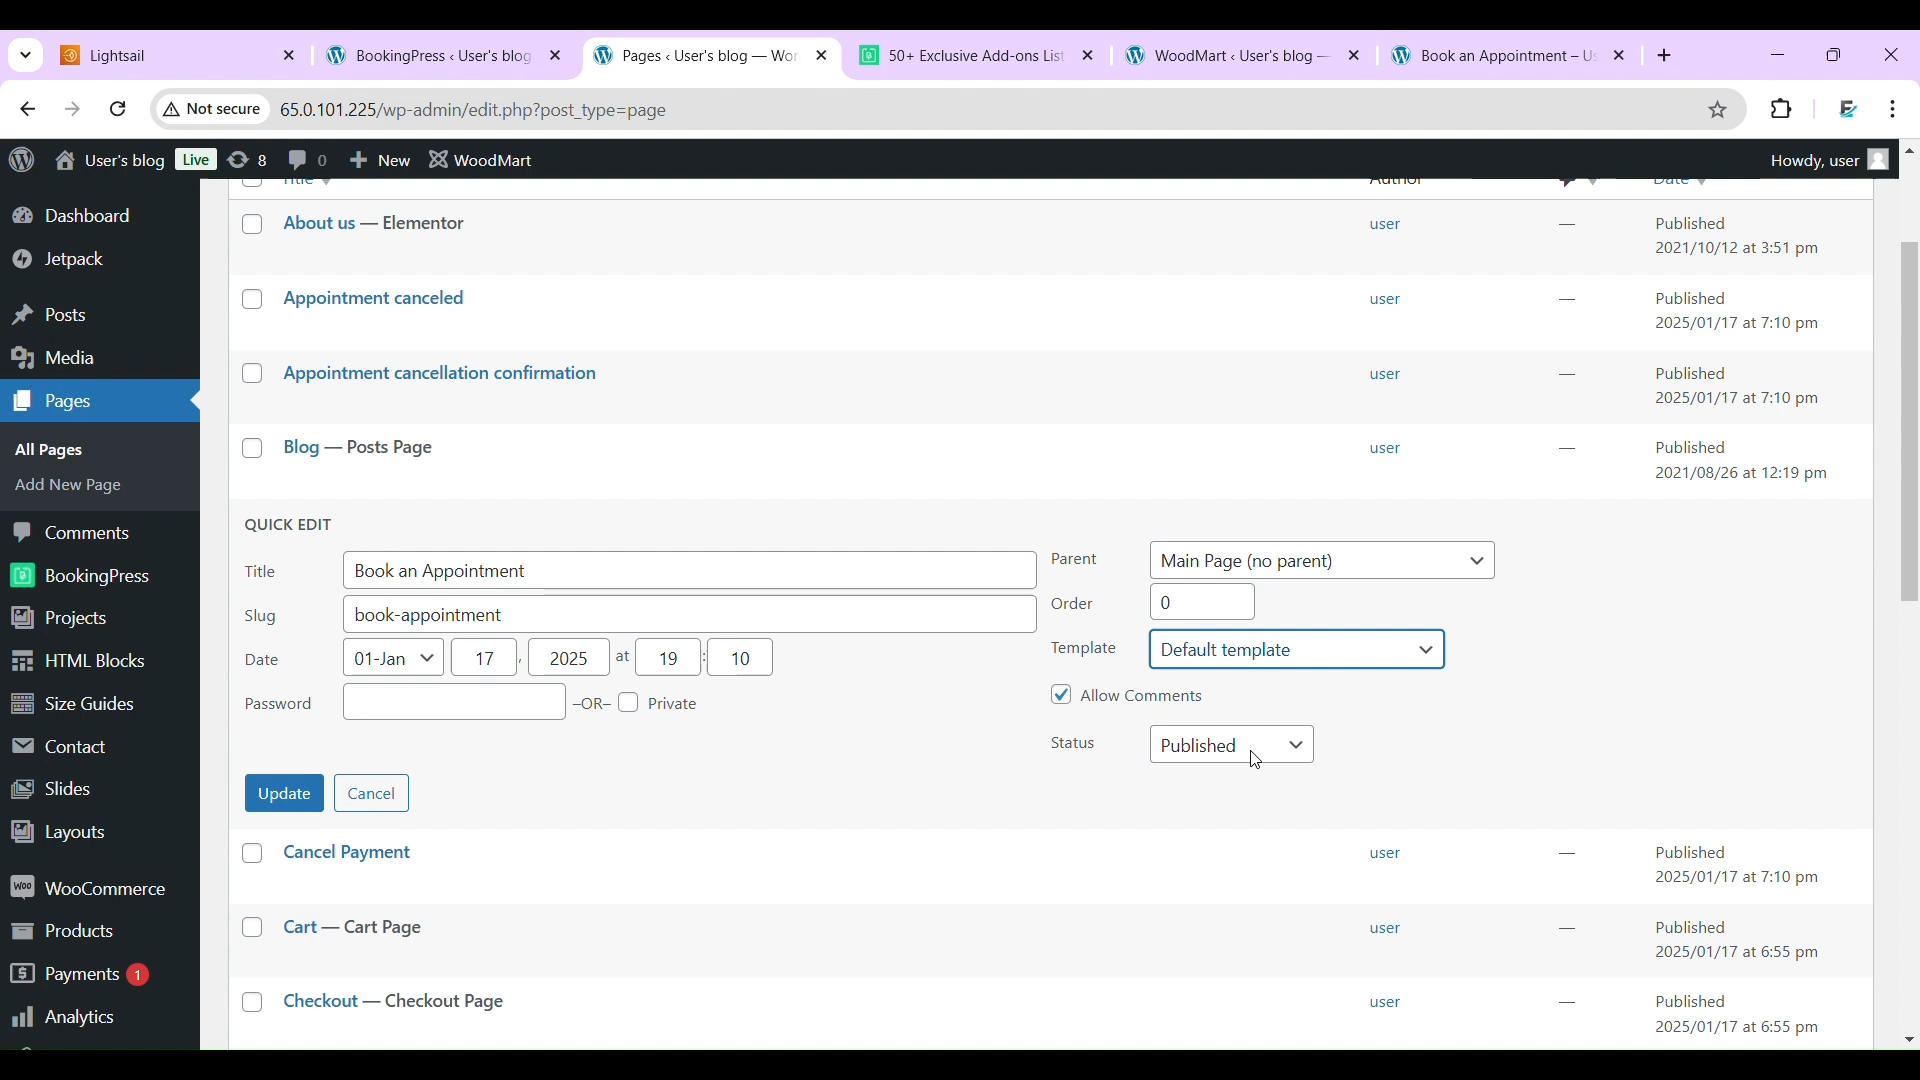 Lightsail
BookingPress ‹ User's blog
Pages ‹ User's blog — Wor
50+ Exclusive Add-ons List
WoodMart ‹ User's blog —
Book an Appointment – Us
Not secure
65.0.101.225/wp-admin/edit.php?post_type=page
User's blog Live 8 0 New WoodMart
Howdy, user
Title Author Date
Dashboard
Jetpack
Posts
Media
Pages
All Pages
Add New Page
Comments
BookingPress
Projects
HTML Blocks
Size Guides
Contact
Slides
Layouts
WooCommerce
Products
Payments 1
Analytics
About us — Elementor user — Published
2021/10/12 at 3:51 pm
Appointment canceled user — Published
2025/01/17 at 7:10 pm
Appointment cancellation confirmation user — Published
2025/01/17 at 7:10 pm
Blog — Posts Page user — Published
2021/08/26 at 12:19 pm
QUICK EDIT
Title Book an Appointment
Slug book-appointment
Date 01-Jan 17 , 2025 at 19 : 10
Password –OR– Private
Parent Main Page (no parent)
Order 0
Template Default template
Allow Comments
Status Published
Update Cancel
Cancel Payment user — Published
2025/01/17 at 7:10 pm
Cart — Cart Page user — Published
2025/01/17 at 6:55 pm
Checkout — Checkout Page user — Published
2025/01/17 at 6:55 pm